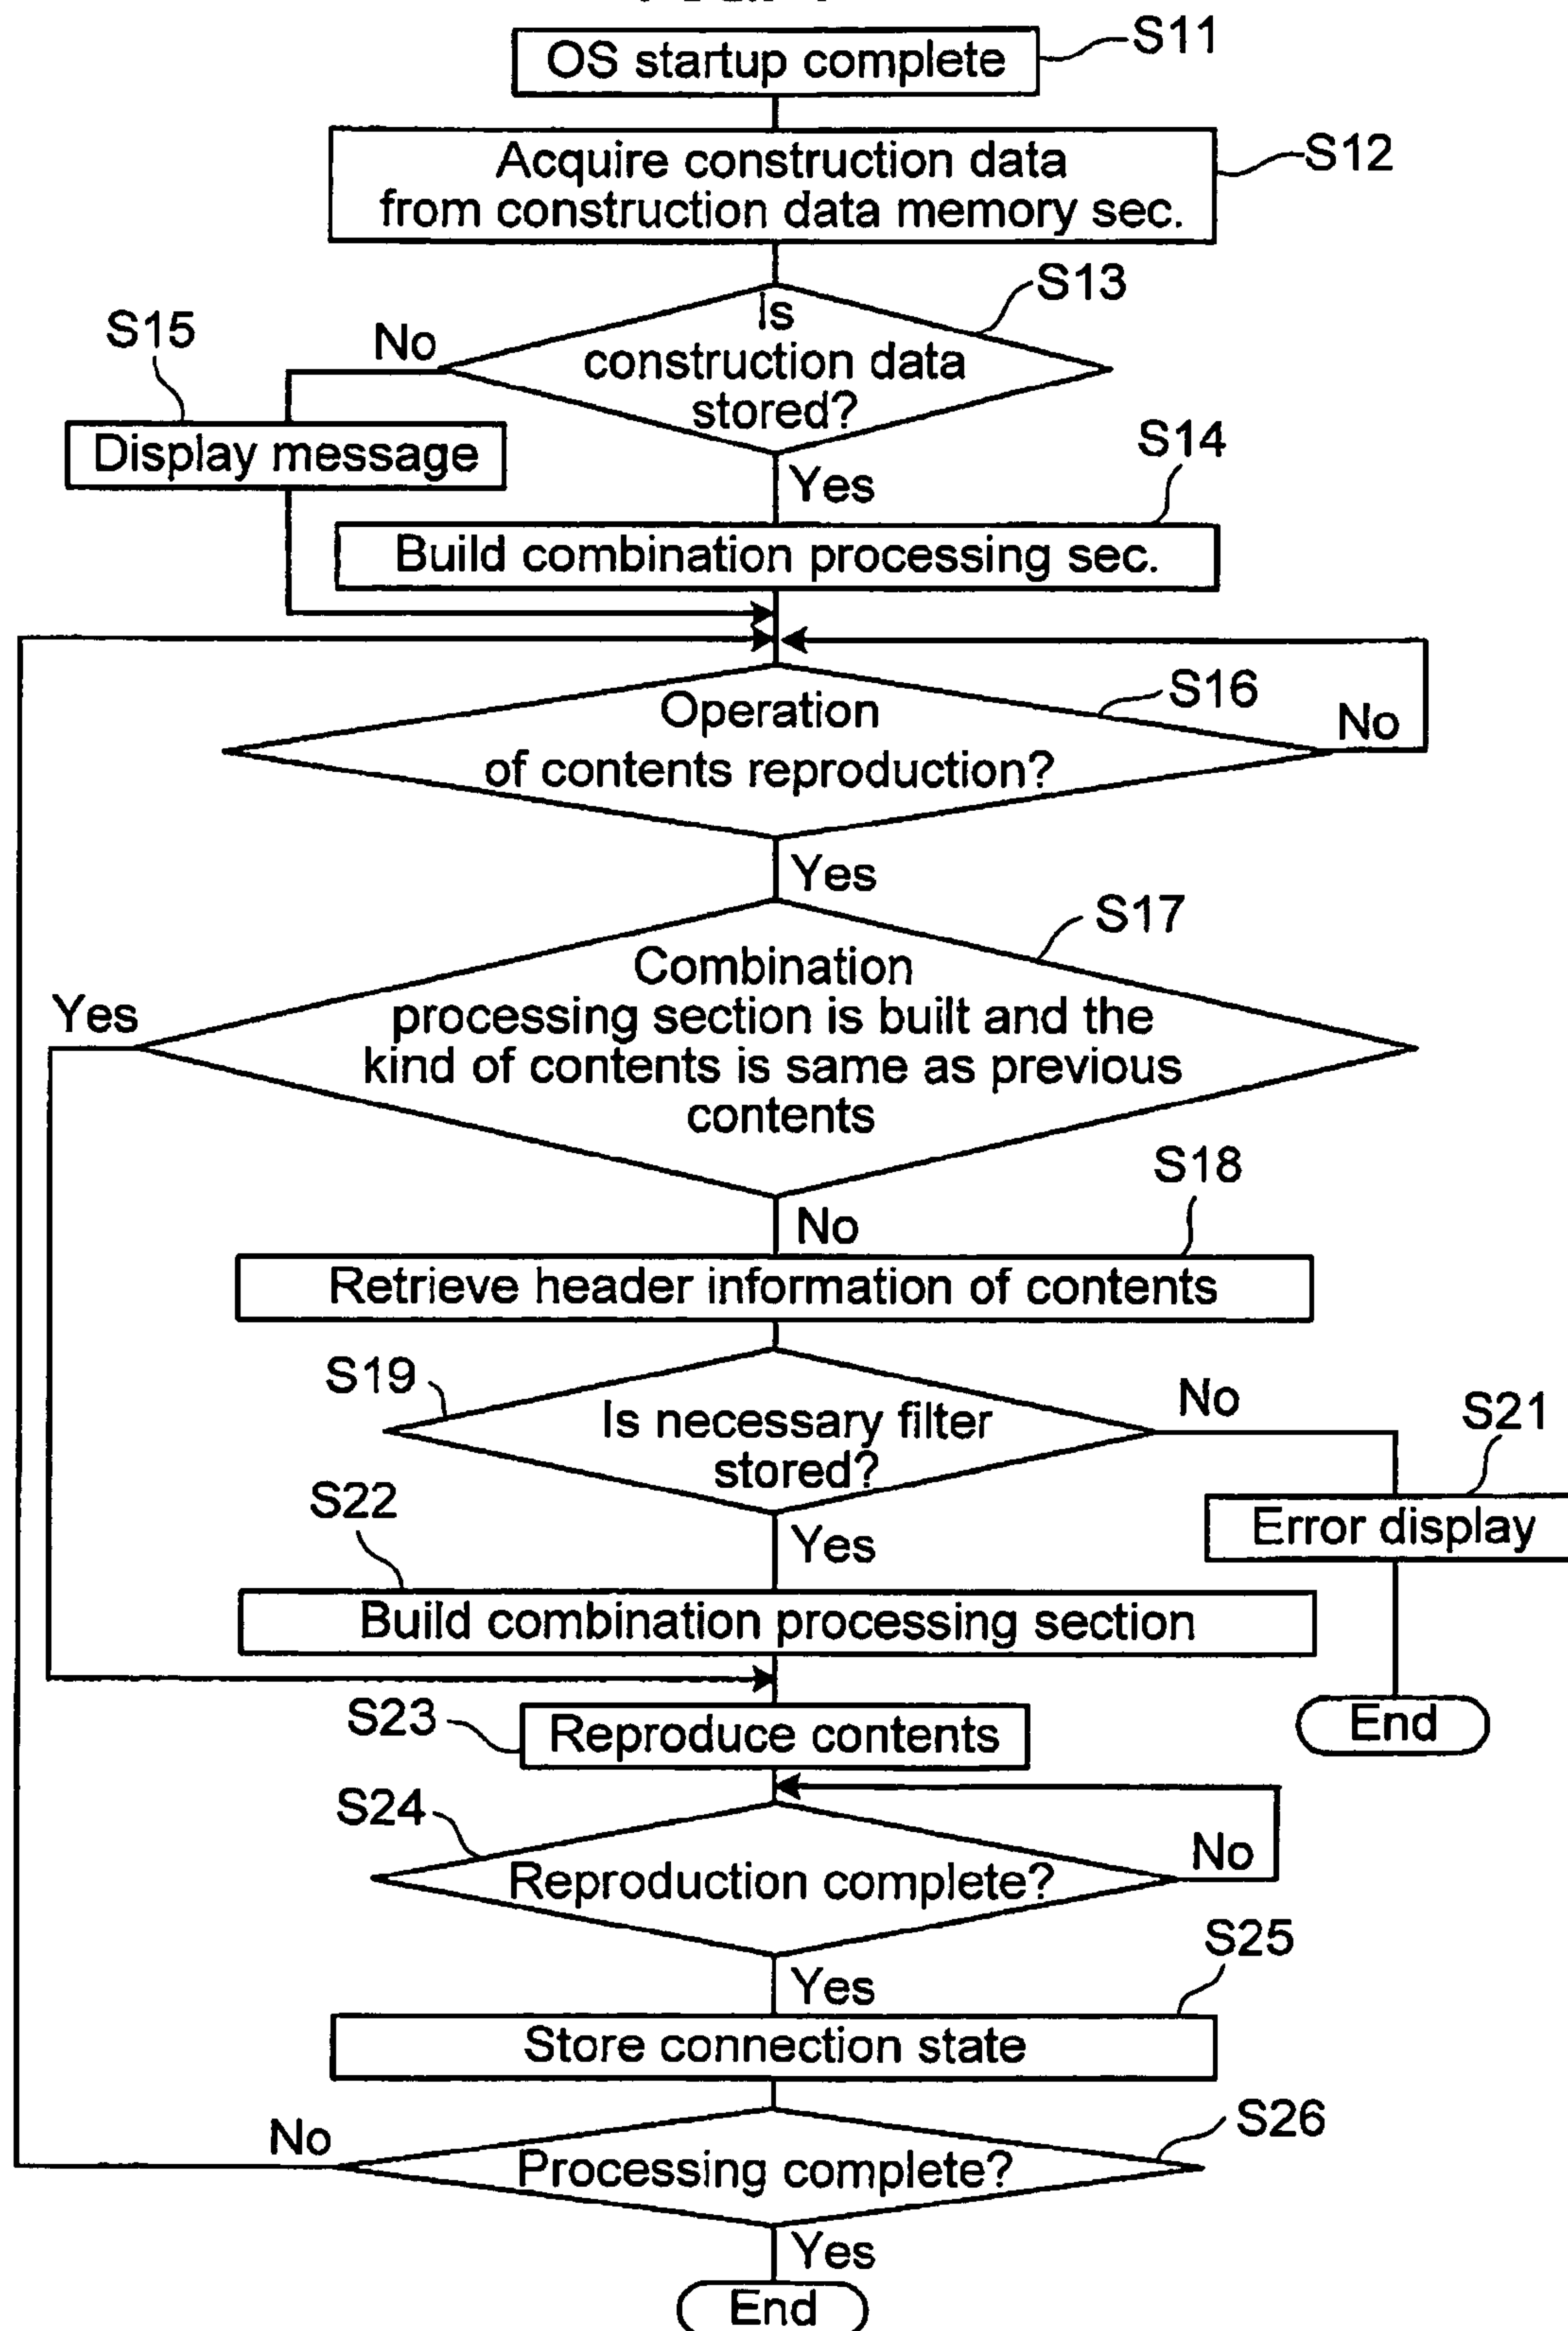 S11
OS startup complete
S12
Acquire construction data
from construction data memory sec.
S13
Is
construction data
stored?
No
S15
Display message
S14
Yes
Build combination processing sec.
S16
Operation
of contents reproduction?
No
Yes
S17
Combination
processing section is built and the
kind of contents is same as previous
contents
Yes
S18
No
Retrieve header information of contents
S19
Is necessary filter
stored?
No
S21
Error display
S22
Yes
Build combination processing section
S23
Reproduce contents
End
S24
Reproduction complete?
No
S25
Yes
Store connection state
S26
No
Processing complete?
Yes
End